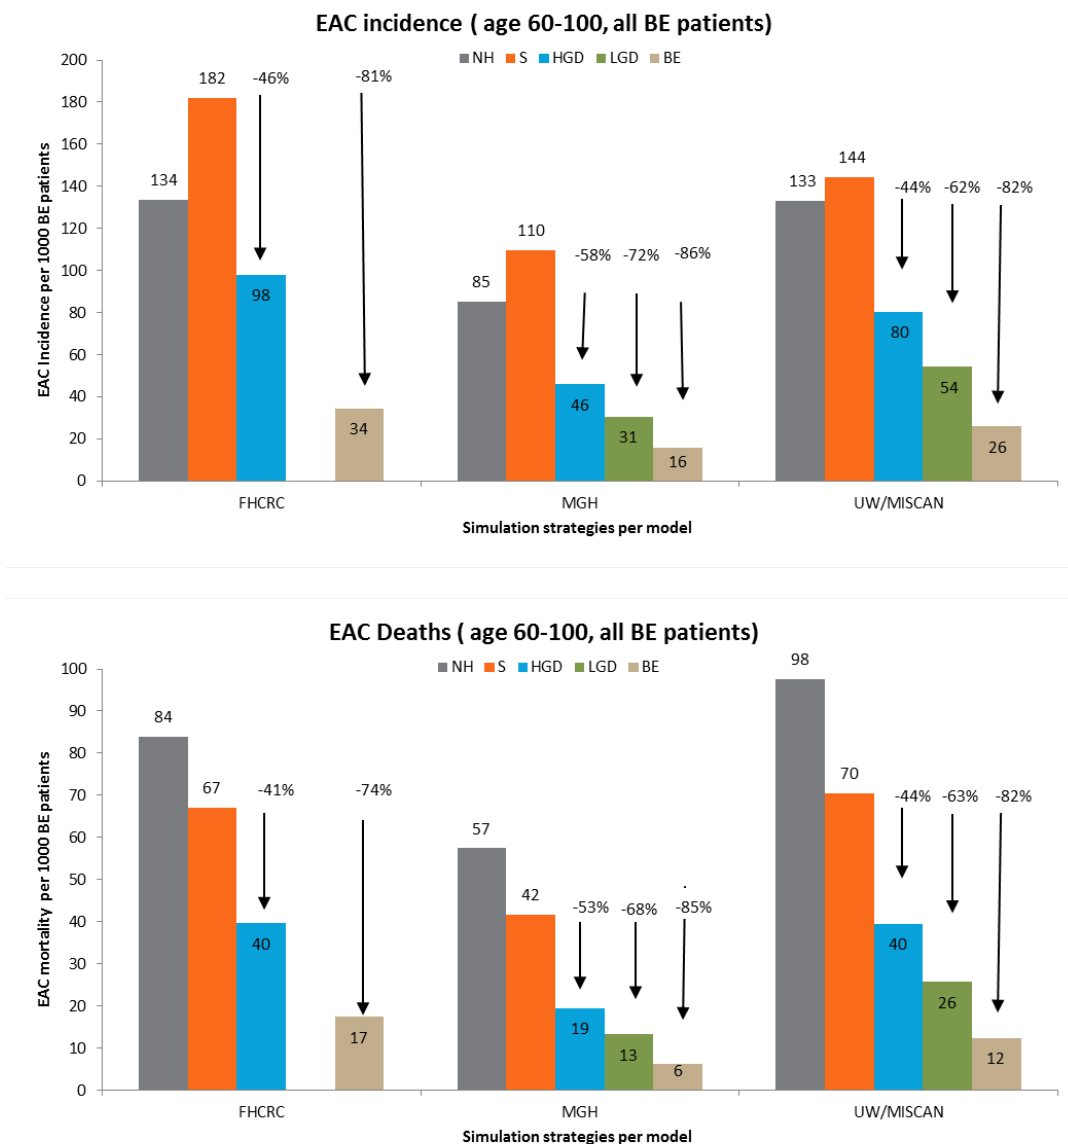 EAC incidence ( age 60-100, all BE patients)
NH S HGD LGD BE
EAC Incidence per 1000 BE patients
200
180
160
140
120
100
80
60
40
20
0
134 182 -46% 98 -81% 34
85 110 -58% 46 -72% 31 -86% 16
133 144 -44% 80 -62% 54 -82% 26
FHCRC MGH UW/MISCAN
Simulation strategies per model
EAC Deaths ( age 60-100, all BE patients)
NH S HGD LGD BE
EAC mortality per 1000 BE patients
100
90
80
70
60
50
40
30
20
10
0
84 67 -41% 40 -74% 17
57 42 -53% 19 -68% 13 -85% 6
98 70 -44% 40 -63% 26 -82% 12
FHCRC MGH UW/MISCAN
Simulation strategies per model